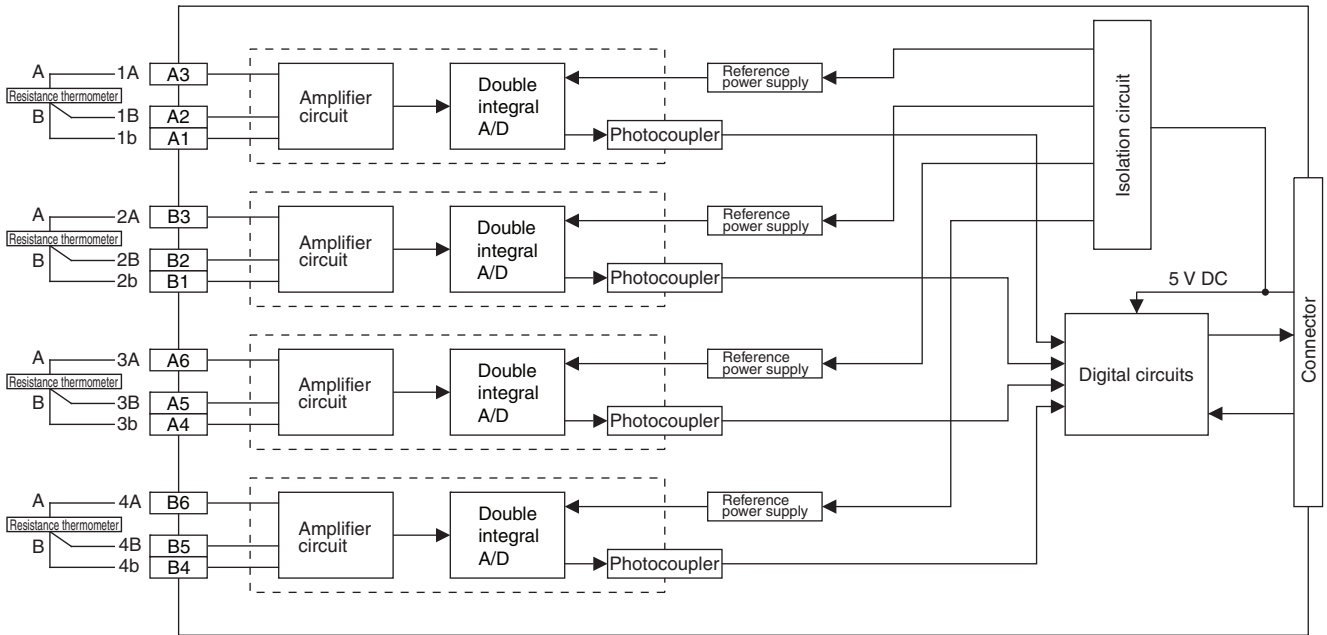 A
1A
A3
Resistance thermometer
B
1B
A2
1b
A1
Amplifier
circuit
Double
integral
A/D
Reference
power supply
Photocoupler
A
2A
B3
Resistance thermometer
B
2B
B2
2b
B1
Amplifier
circuit
Double
integral
A/D
Reference
power supply
Photocoupler
A
3A
A6
Resistance thermometer
B
3B
A5
3b
A4
Amplifier
circuit
Double
integral
A/D
Reference
power supply
Photocoupler
A
4A
B6
Resistance thermometer
B
4B
B5
4b
B4
Amplifier
circuit
Double
integral
A/D
Reference
power supply
Photocoupler
Isolation circuit
5 V DC
Digital circuits
Connector